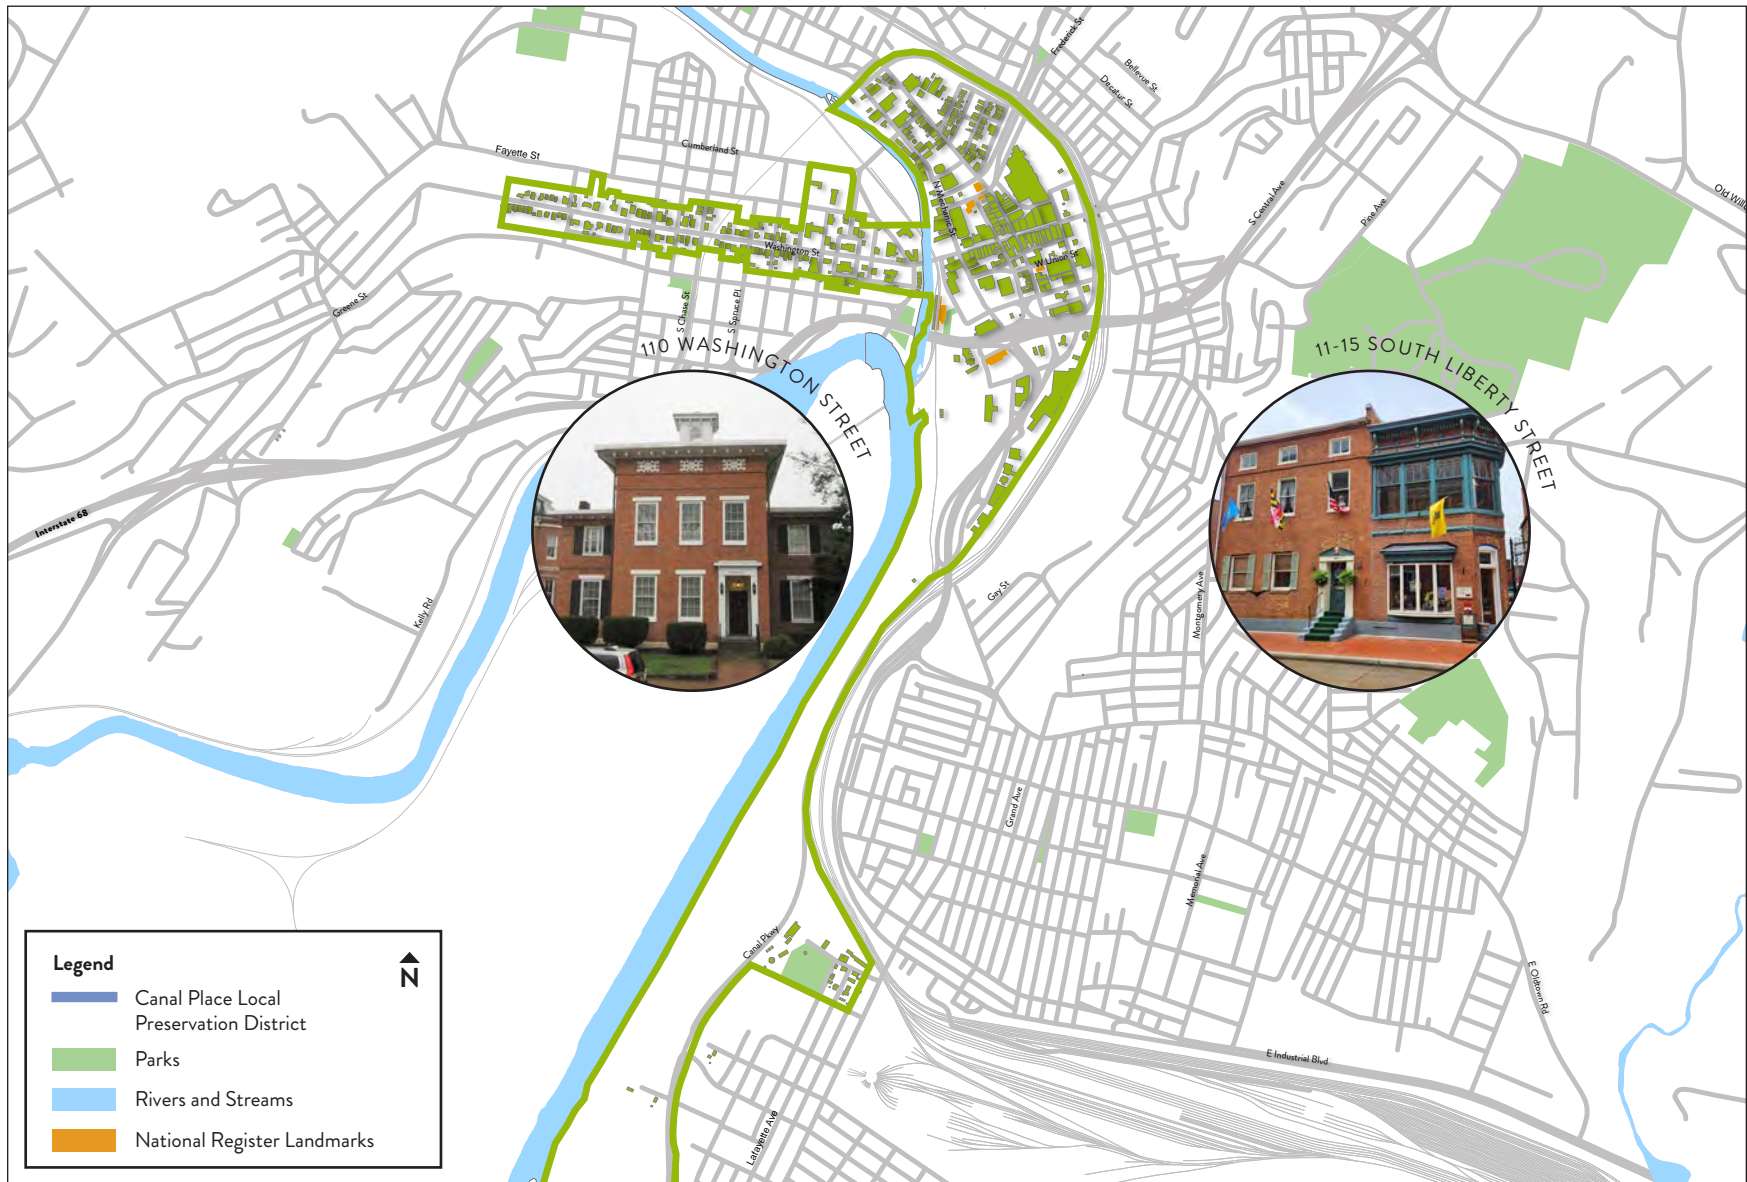 Frederick St
Bellevue St
Decatur St
Fayette St
Cumberland St
N Mechanic St
S Central Ave
Pine Ave
Washington St
W Union St
Greene St
S Chase St
S Spruce Pl
110 WASHINGTON STREET
11-15 SOUTH LIBERTY STREET
Interstate 68
Kelly Rd
Gay St
Montgomery Ave
Grand Ave
Memorial Ave
Canal Pkwy
E Oldtown Rd
E Industrial Blvd
Lafayette Ave
Legend
N
Canal Place Local
Preservation District
Parks
Rivers and Streams
National Register Landmarks